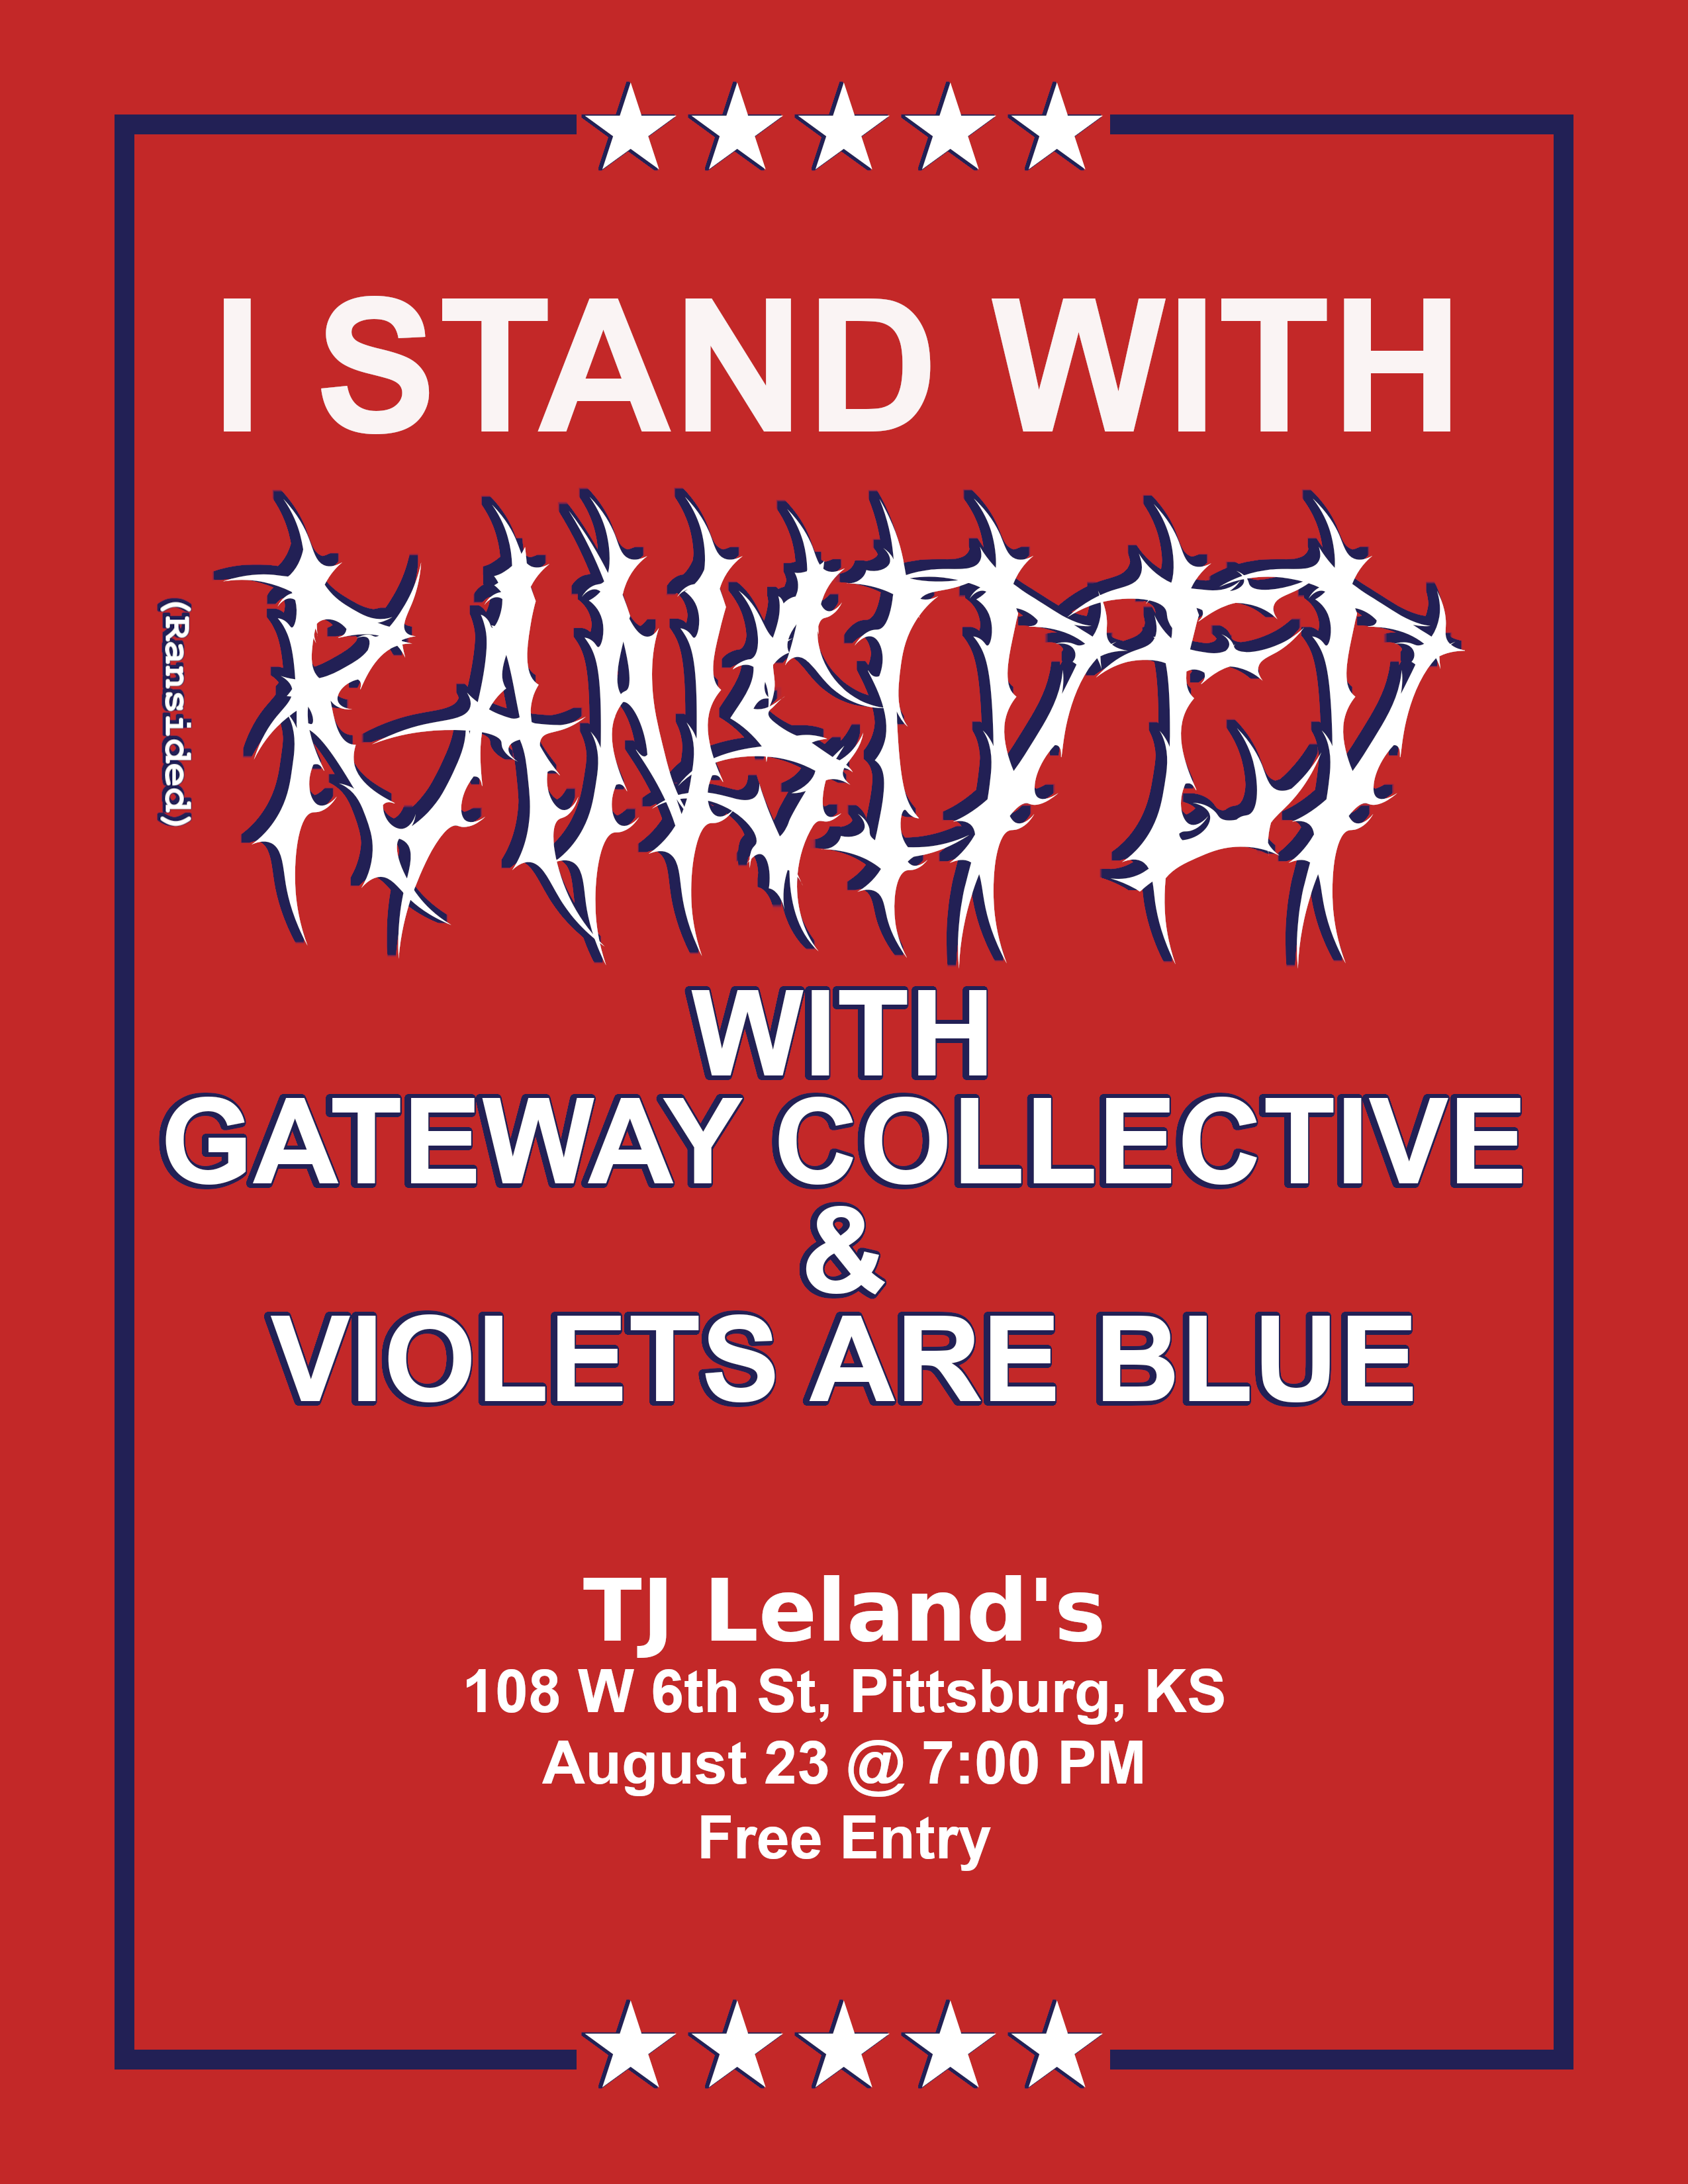 I STAND WITH
RANSIDED
(Ransided)
WITH
GATEWAY COLLECTIVE
&
VIOLETS ARE BLUE
TJ Leland's
108 W 6th St, Pittsburg, KS
August 23 @ 7:00 PM
Free Entry